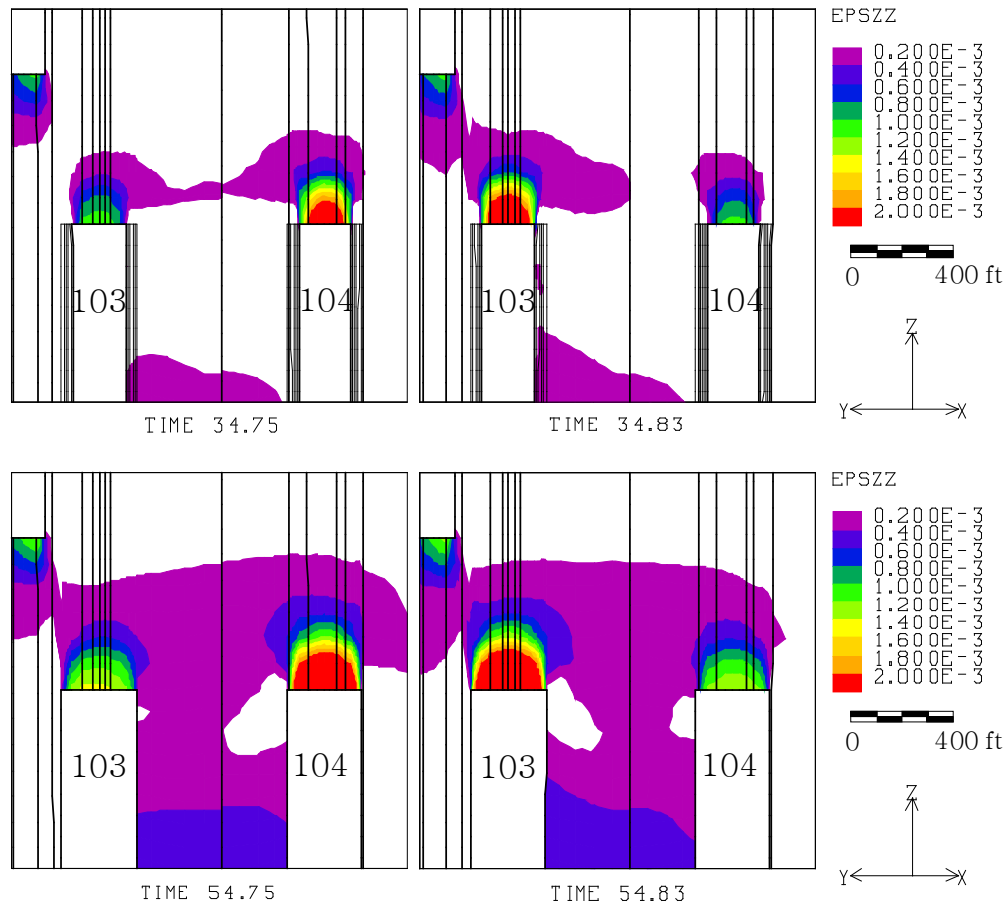 EPSZZ
0.200E-3
0.400E-3
0.600E-3
0.800E-3
1.000E-3
1.200E-3
1.400E-3
1.600E-3
1.800E-3
2.000E-3
0 400 ft
Z
Y X
103 104
TIME 34.75
103 104
TIME 34.83
EPSZZ
0.200E-3
0.400E-3
0.600E-3
0.800E-3
1.000E-3
1.200E-3
1.400E-3
1.600E-3
1.800E-3
2.000E-3
0 400 ft
Z
Y X
103 104
TIME 54.75
103 104
TIME 54.83